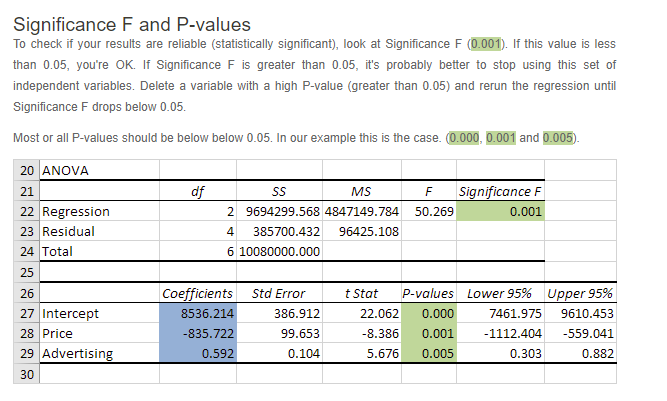 Significance F and P-values
To check if your results are reliable (statistically significant), look at Significance F (0.001). If this value is less
than 0.05, you're OK. If Significance F is greater than 0.05, it's probably better to stop using this set of
independent variables. Delete a variable with a high P-value (greater than 0.05) and rerun the regression until
Significance F drops below 0.05.
Most or all P-values should be below below 0.05. In our example this is the case. (0.000, 0.001 and 0.005).
20 ANOVA
21 df SS MS F Significance F
22 Regression 2 9694299.568 4847149.784 50.269 0.001
23 Residual 4 385700.432 96425.108
24 Total 6 10080000.000
25
26 Coefficients Std Error t Stat P-values Lower 95% Upper 95%
27 Intercept 8536.214 386.912 22.062 0.000 7461.975 9610.453
28 Price -835.722 99.653 -8.386 0.001 -1112.404 -559.041
29 Advertising 0.592 0.104 5.676 0.005 0.303 0.882
30